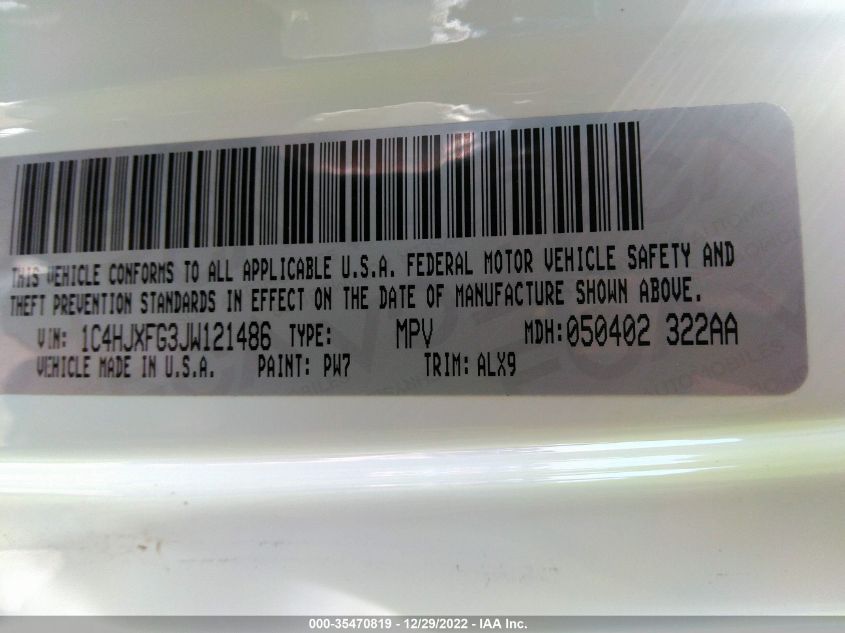 THIS VEHICLE CONFORMS TO ALL APPLICABLE U.S.A. FEDERAL MOTOR VEHICLE SAFETY AND
THEFT PREVENTION STANDARDS IN EFFECT ON THE DATE OF MANUFACTURE SHOWN ABOVE.
VIN: 1C4HJXFG3JW121486 TYPE: MPV MDH: 050402 322AA
VEHICLE MADE IN U.S.A. PAINT: PW7 TRIM: ALX9
000-35470819 - 12/29/2022 - IAA Inc.